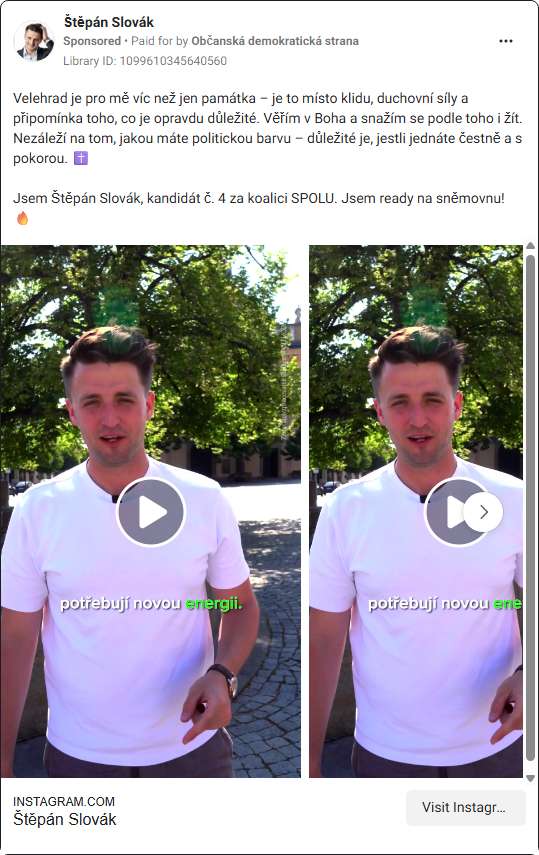 Štěpán Slovák
Sponsored • Paid for by Občanská demokratická strana
Library ID: 1099610345640560
Velehrad je pro mě víc než jen památka – je to místo klidu, duchovní síly a
připomínka toho, co je opravdu důležité. Věřím v Boha a snažím se podle toho i žít.
Nezáleží na tom, jakou máte politickou barvu – důležité je, jestli jednáte čestně a s
pokorou. ✝️
Jsem Štěpán Slovák, kandidát č. 4 za koalici SPOLU. Jsem ready na sněmovnu!
🔥
potřebují novou energii.
potřebují novou ene
INSTAGRAM.COM
Štěpán Slovák
Visit Instagr...